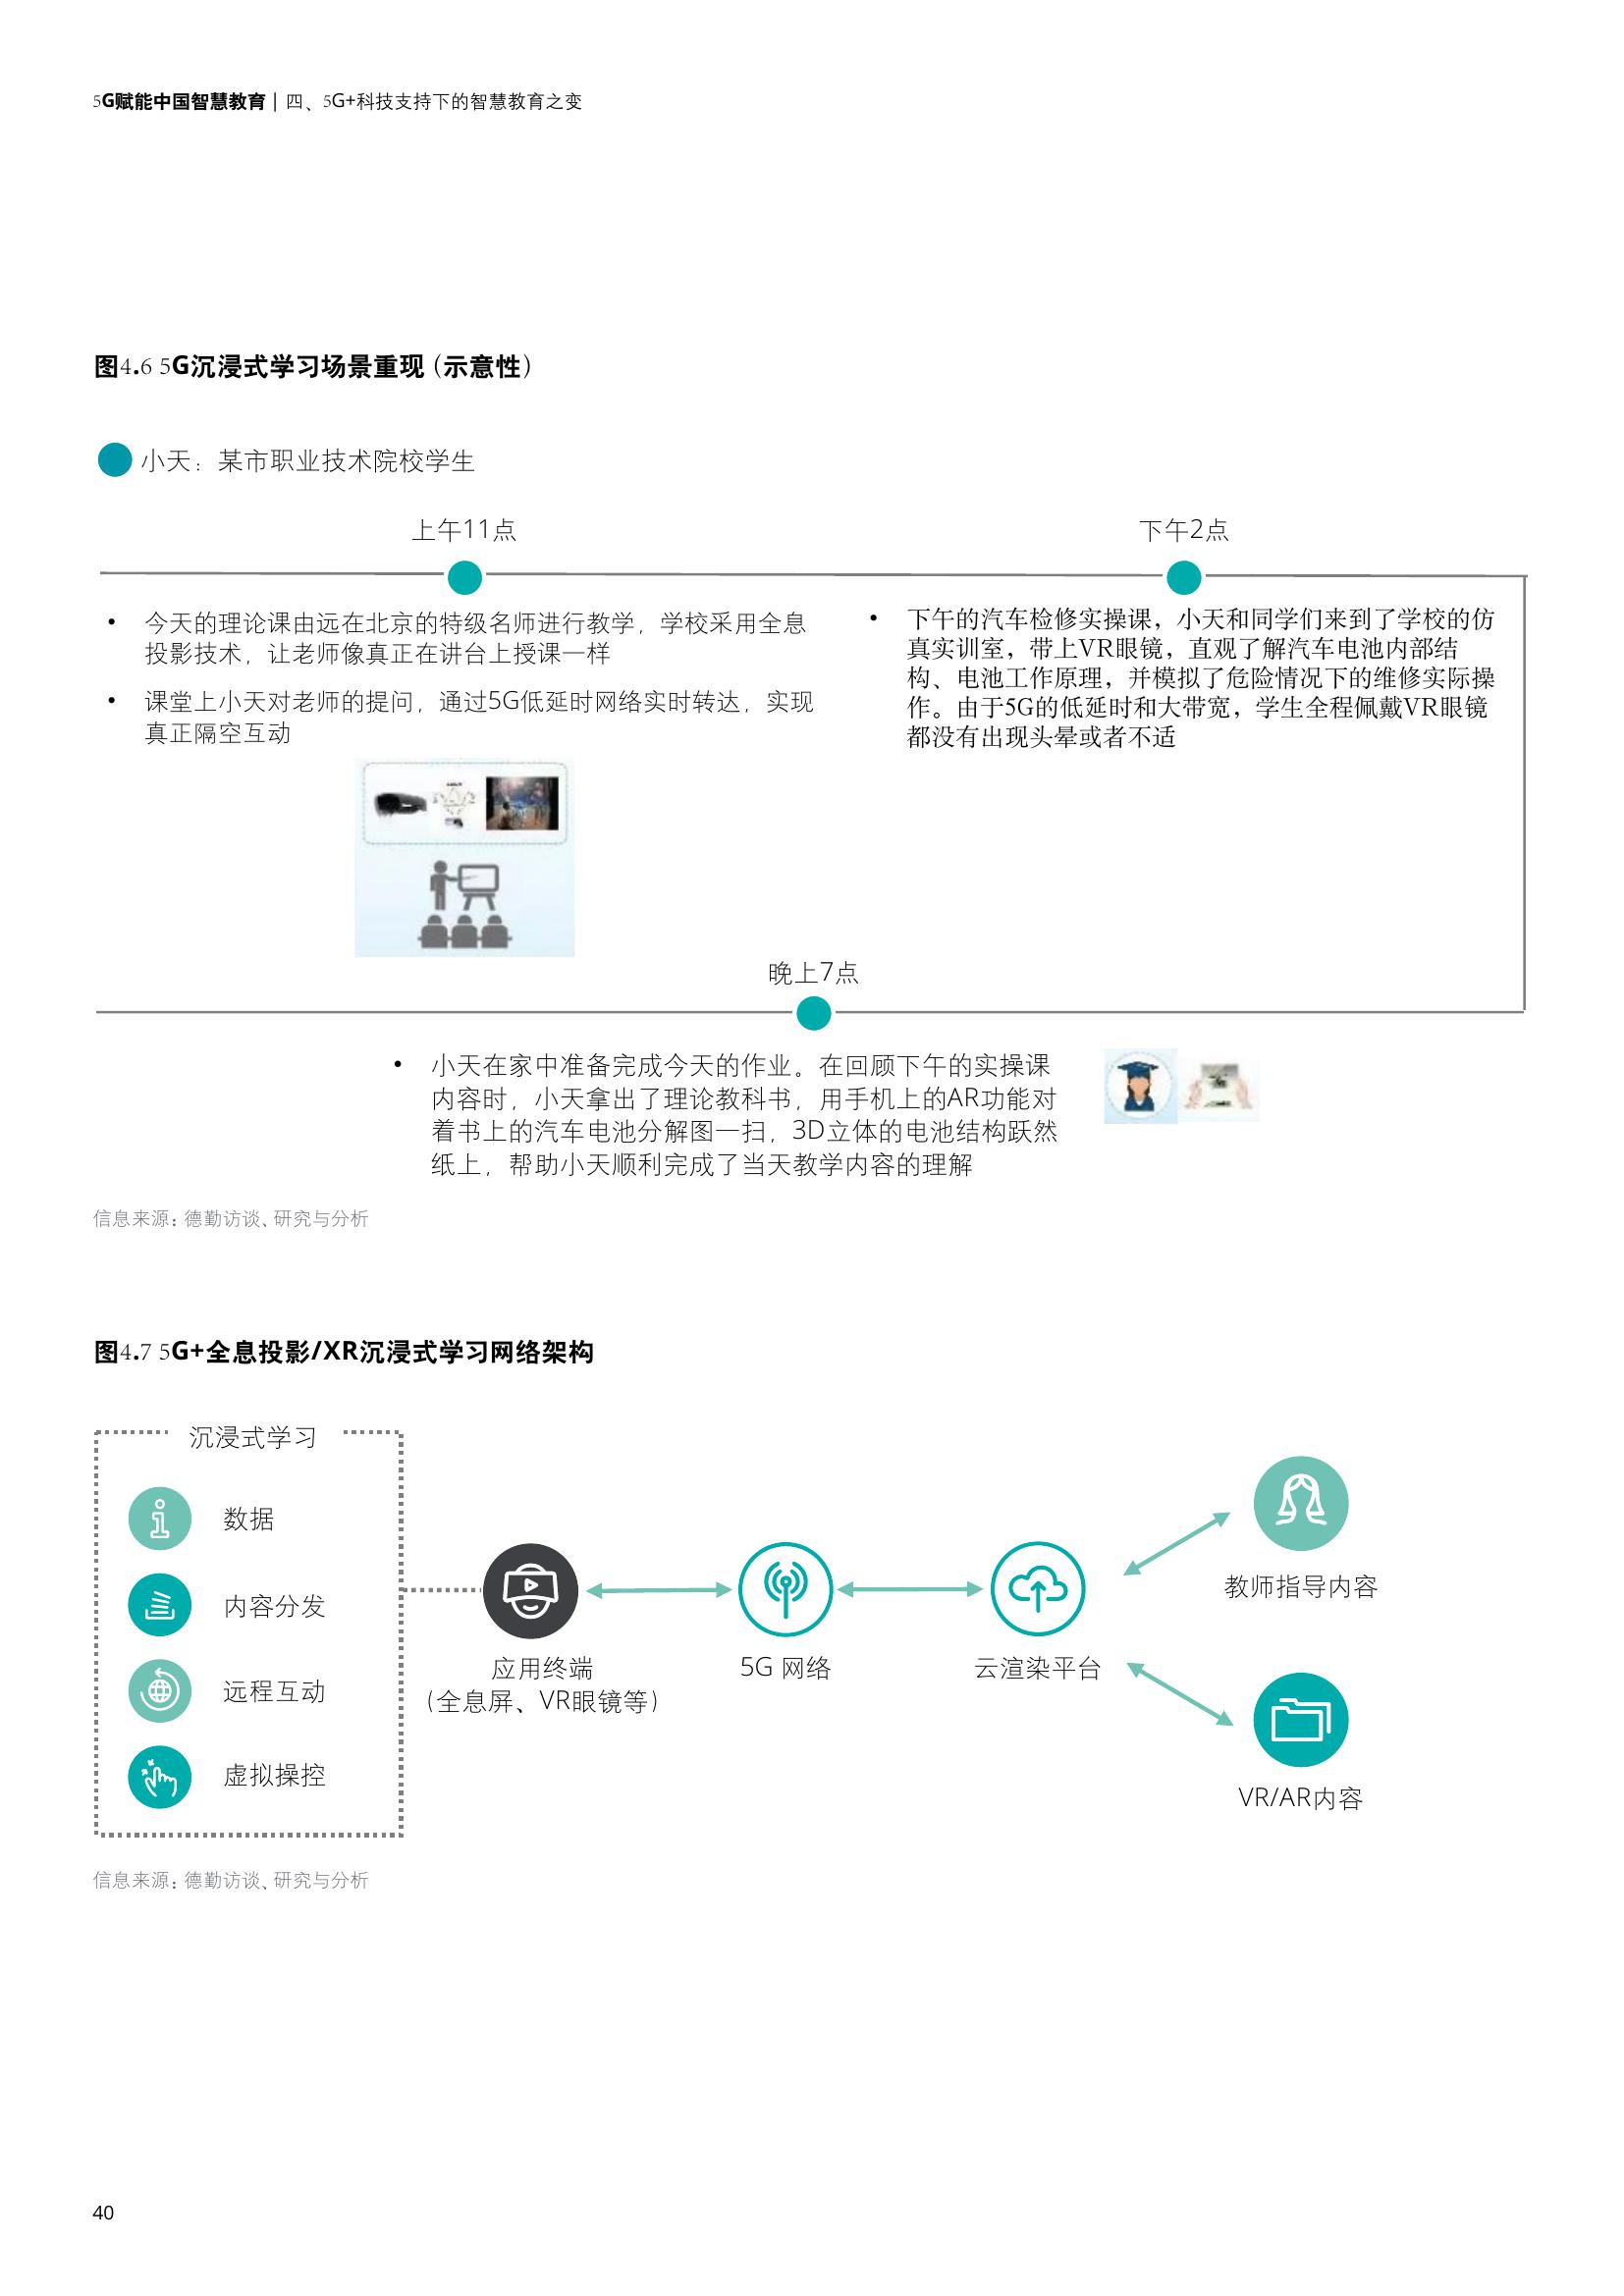 5G赋能中国智慧教育 | 四、5G+科技支持下的智慧教育之变
图4.6 5G沉浸式学习场景重现（示意性）
小天：某市职业技术院校学生
上午11点
• 今天的理论课由远在北京的特级名师进行教学，学校采用全息
投影技术，让老师像真正在讲台上授课一样
• 课堂上小天对老师的提问，通过5G低延时网络实时转达，实现
真正隔空互动
下午2点
• 下午的汽车检修实操课，小天和同学们来到了学校的仿
真实训室，带上VR眼镜，直观了解汽车电池内部结
构、电池工作原理，并模拟了危险情况下的维修实际操
作。由于5G的低延时和大带宽，学生全程佩戴VR眼镜
都没有出现头晕或者不适
晚上7点
• 小天在家中准备完成今天的作业。在回顾下午的实操课
内容时，小天拿出了理论教科书，用手机上的AR功能对
着书上的汽车电池分解图一扫，3D立体的电池结构跃然
纸上，帮助小天顺利完成了当天教学内容的理解
信息来源：德勤访谈、研究与分析
图4.7 5G+全息投影/XR沉浸式学习网络架构
沉浸式学习
数据
内容分发
远程互动
虚拟操控
应用终端
（全息屏、VR眼镜等）
5G 网络
云渲染平台
教师指导内容
VR/AR内容
信息来源：德勤访谈、研究与分析
40